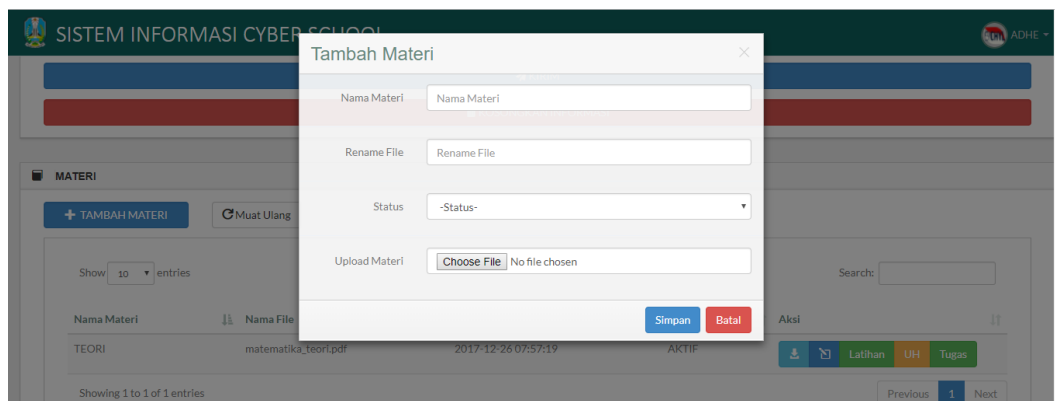 SISTEM INFORMASI CYBER SCHOOL
ADHE
Tambah Materi
Nama Materi Nama Materi
Rename File Rename File
MATERI
TAMBAH MATERI Muat Ulang
Status -Status-
Upload Materi Choose File No file chosen
Show 10 entries Search:
Simpan Batal
Nama Materi Nama File Aksi
TEORI matematika_teori.pdf 2017-12-26 07:57:19 AKTIF Latihan UH Tugas
Showing 1 to 1 of 1 entries Previous 1 Next